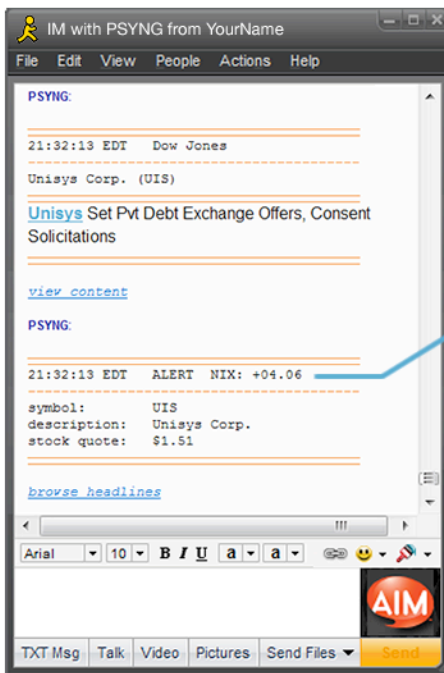 IM with PSYNG from YourName
File Edit View People Actions Help
PSYNG:
21:32:13 EDT Dow Jones
Unisys Corp. (UIS)
Unisys Set Pvt Debt Exchange Offers, Consent
Solicitations
view content
PSYNG:
21:32:13 EDT ALERT NIX: +04.06
symbol: UIS
description: Unisys Corp.
stock quote: $1.51
browse headlines
Arial 10 B I U a a
AIM
TXT Msg Talk Video Pictures Send Files Send